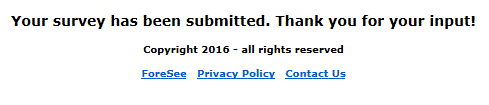 Your survey has been submitted. Thank you for your input!
Copyright 2016 - all rights reserved
ForeSee Privacy Policy Contact Us